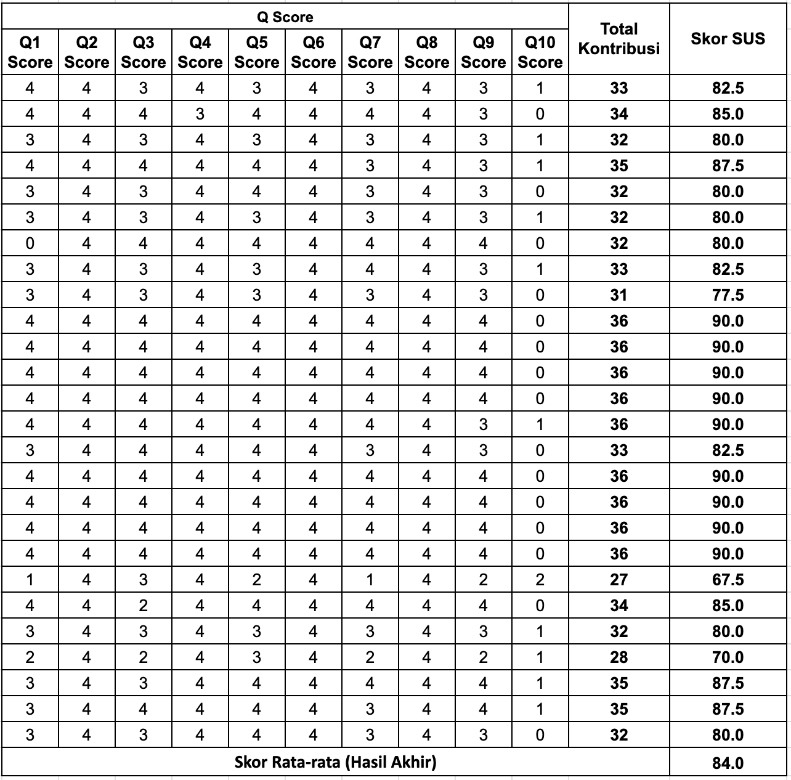 Q Score
Total Kontribusi
Skor SUS
Q1 Score Q2 Score Q3 Score Q4 Score Q5 Score Q6 Score Q7 Score Q8 Score Q9 Score Q10 Score
4 4 3 4 3 4 3 4 3 1 33 82.5
4 4 4 3 4 4 4 4 3 0 34 85.0
3 4 3 4 3 4 3 4 3 1 32 80.0
4 4 4 4 4 4 3 4 3 1 35 87.5
3 4 3 4 4 4 3 4 3 0 32 80.0
3 4 3 4 3 4 3 4 3 1 32 80.0
0 4 4 4 4 4 4 4 4 0 32 80.0
3 4 3 4 3 4 4 4 3 1 33 82.5
3 4 3 4 3 4 3 4 3 0 31 77.5
4 4 4 4 4 4 4 4 4 0 36 90.0
4 4 4 4 4 4 4 4 4 0 36 90.0
4 4 4 4 4 4 4 4 4 0 36 90.0
4 4 4 4 4 4 4 4 4 0 36 90.0
4 4 4 4 4 4 4 4 3 1 36 90.0
3 4 4 4 4 4 3 4 3 0 33 82.5
4 4 4 4 4 4 4 4 4 0 36 90.0
4 4 4 4 4 4 4 4 4 0 36 90.0
4 4 4 4 4 4 4 4 4 0 36 90.0
4 4 4 4 4 4 4 4 4 0 36 90.0
1 4 3 4 2 4 1 4 2 2 27 67.5
4 4 2 4 4 4 4 4 4 0 34 85.0
3 4 3 4 3 4 3 4 3 1 32 80.0
2 4 2 4 3 4 2 4 2 1 28 70.0
3 4 3 4 4 4 4 4 4 1 35 87.5
3 4 4 4 4 4 3 4 4 1 35 87.5
3 4 3 4 4 4 3 4 3 0 32 80.0
Skor Rata-rata (Hasil Akhir) 84.0